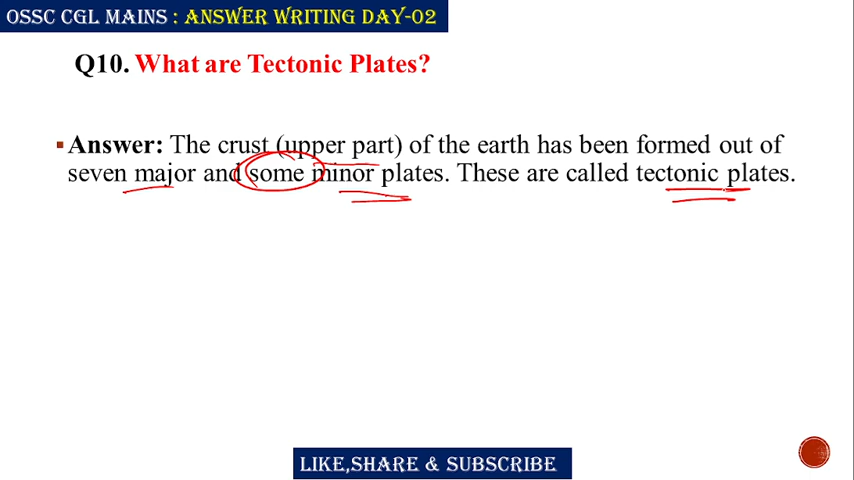 OSSC CGL MAINS : ANSWER WRITING DAY-02
Q10. What are Tectonic Plates?
Answer: The crust (upper part) of the earth has been formed out of
seven major and some minor plates. These are called tectonic plates.
LIKE,SHARE & SUBSCRIBE